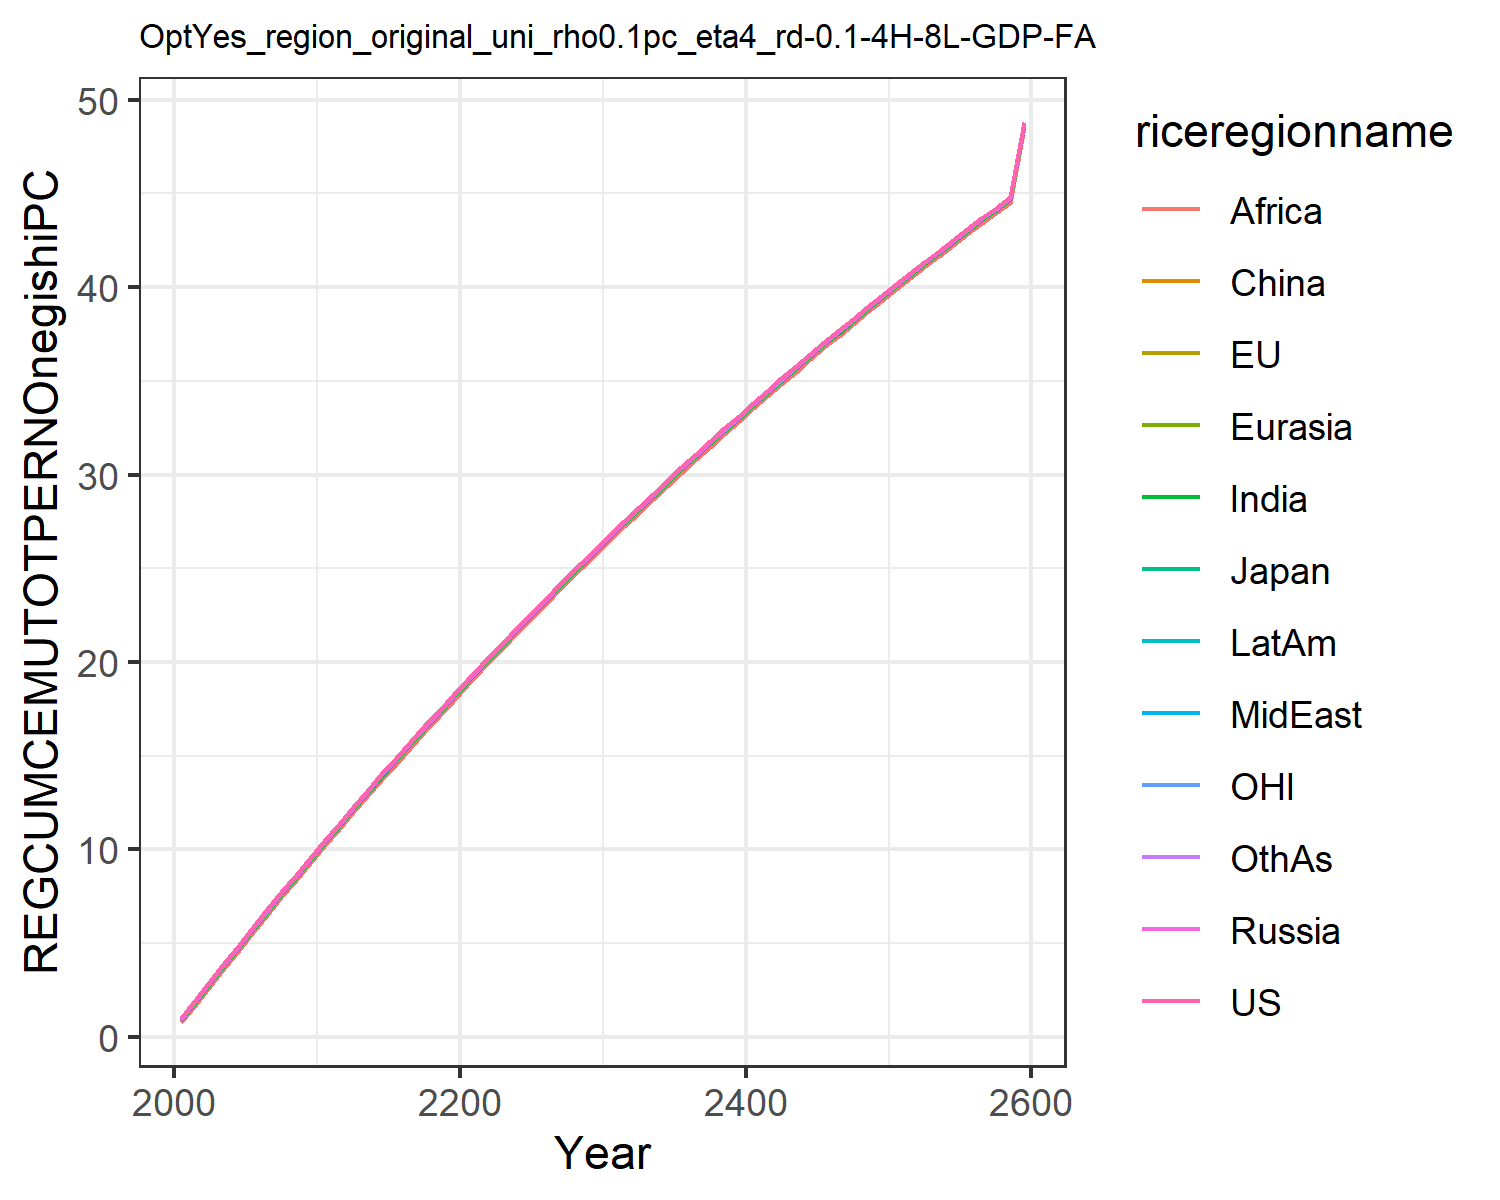 OptYes_region_original_uni_rho0.1pc_eta4_rd-0.1-4H-8L-GDP-FA
REGCUMCEMUTOTPERNOnegishiPC
50
40
30
20
10
0
2000 2200 2400 2600
Year
riceregionname
Africa
China
EU
Eurasia
India
Japan
LatAm
MidEast
OHI
OthAs
Russia
US